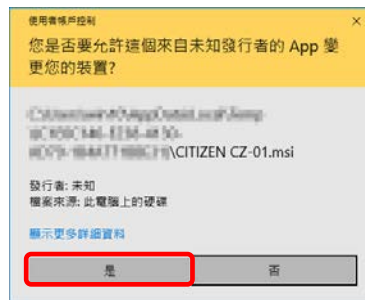 使用者帳戶控制
您是否要允許這個來自未知發行者的 App 變
更您的裝置?
\CITIZEN CZ-01.msi
發行者: 未知
檔案來源: 此電腦上的硬碟
顯示更多詳細資料
是
否